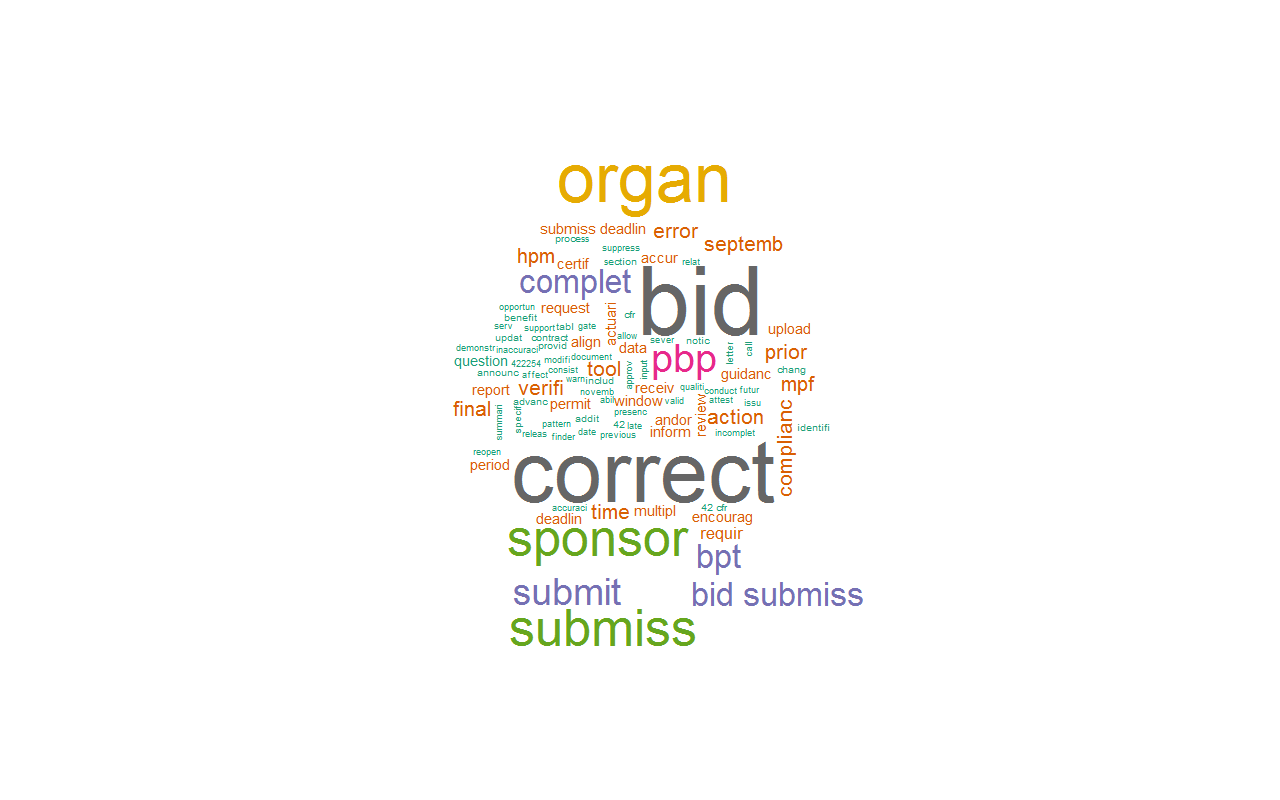 organ
submiss deadlin
error
process
septemb
suppress
hpm
certif
section
accur
relat
complet
bid
opportun
request
actuari
cfr
benefit
serv
support
tabl
gate
upload
updat
contract
allow
sever
notic
letter
call
demonstr
inaccuraci
provid
align
data
pbp
prior
question
422254
modifi
document
tool
approv
input
guidanc
chang
announc
affect
consist
warn
includ
report
verifi
novemb
receiv
qualiti
conduct
futur
mpf
advanc
permit
abil
window
valid
attest
issu
final
summari
specifi
presenc
review
action
pattern
addit
42
late
andor
complianc
identifi
releas
finder
date
previous
inform
incomplet
reopen
period
correct
accuraci
deadlin
time
multipl
42 cfr
encourag
sponsor
requir
bpt
submit
bid submiss
submiss